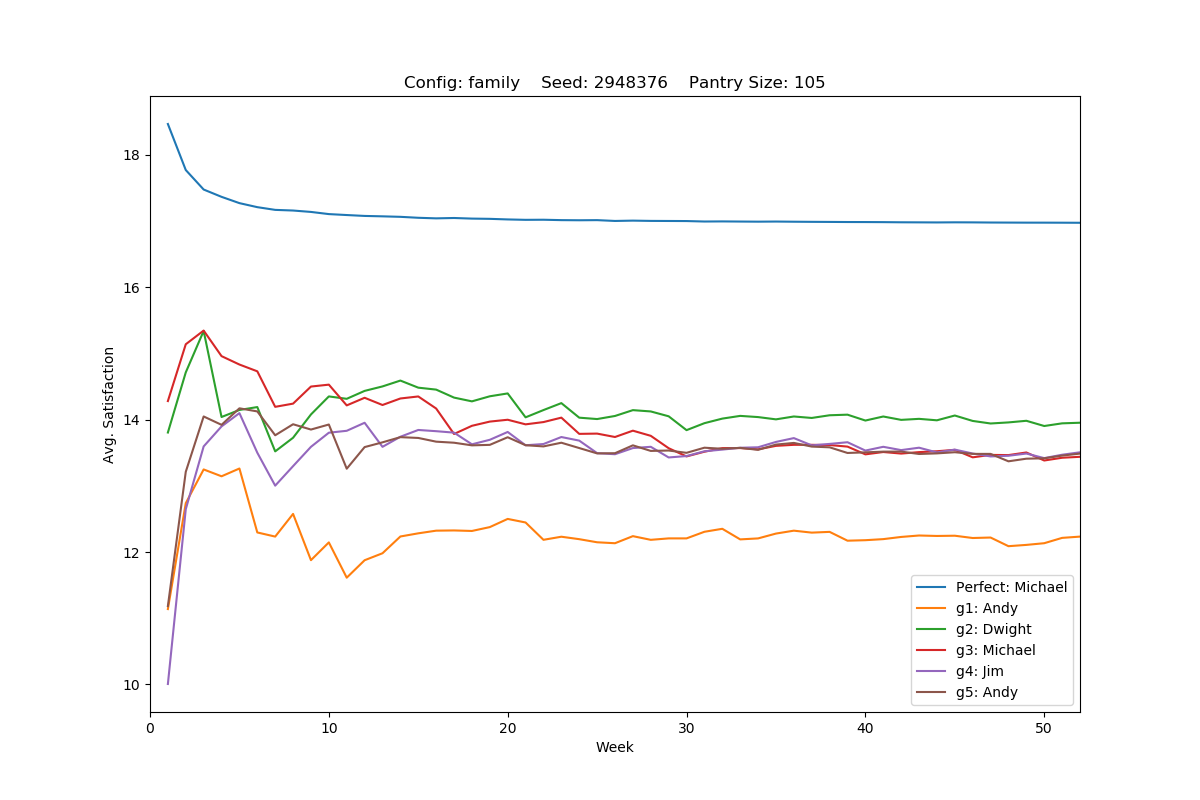 Config: family    Seed: 2948376    Pantry Size: 105
Avg. Satisfaction
18
16
14
12
10
0 10 20 30 40 50
Week
Perfect: Michael
g1: Andy
g2: Dwight
g3: Michael
g4: Jim
g5: Andy